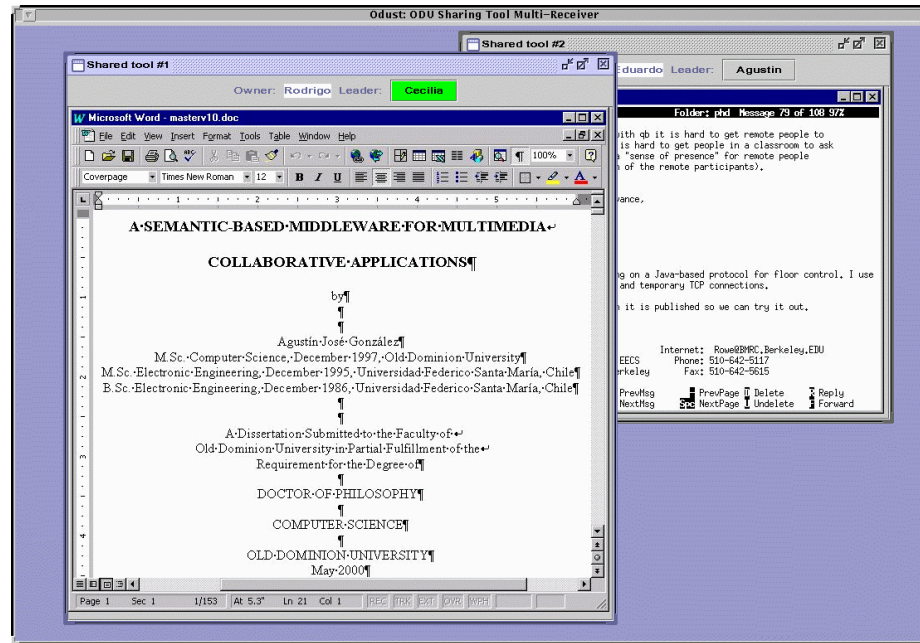 Odust: ODU Sharing Tool Multi-Receiver
Shared tool #2
Eduardo Leader: Agustin
Folder: phd Message 79 of 108 97%
with qb it is hard to get remote people to
is hard to get people in a classroom to ask
"sense of presence" for remote people
of the remote participants).
vance,
ng on a Java-based protocol for floor control. I use
and temporary TCP connections.
it is published so we can try it out.
Internet: Rowe@BMRC.Berkeley.EDU
EECS Phone: 510-642-5117
erkeley Fax: 510-642-5615
PrevMsg - PrevPage D Delete R Reply
NextMsg Spc NextPage U Undelete F Forward
Shared tool #1
Owner: Rodrigo Leader: Cecilia
Microsoft Word - masterv10.doc
File Edit View Insert Format Tools Table Window Help
100%
Coverpage Times New Roman 12 B I U
1 2 3 4 5
A·SEMANTIC-BASED·MIDDLEWARE·FOR·MULTIMEDIA↵
COLLABORATIVE·APPLICATIONS¶
by¶
¶
¶
Agustín·José·González¶
M.Sc.·Computer·Science,·December·1997,·Old·Dominion·University¶
M.Sc.·Electronic·Engineering,·December·1995,·Universidad·Federico·Santa·María,·Chile¶
B.Sc.·Electronic·Engineering,·December·1986,·Universidad·Federico·Santa·María,·Chile¶
¶
¶
A·Dissertation·Submitted·to·the·Faculty·of·↵
Old·Dominion·University·in·Partial·Fulfillment·of·the↵
Requirement·for·the·Degree·of¶
¶
DOCTOR·OF·PHILOSOPHY¶
¶
COMPUTER·SCIENCE¶
¶
OLD·DOMINION·UNIVERSITY¶
May·2000¶
Page 1 Sec 1 1/153 At 5.3" Ln 21 Col 1 REC TRK EXT OVR WPH